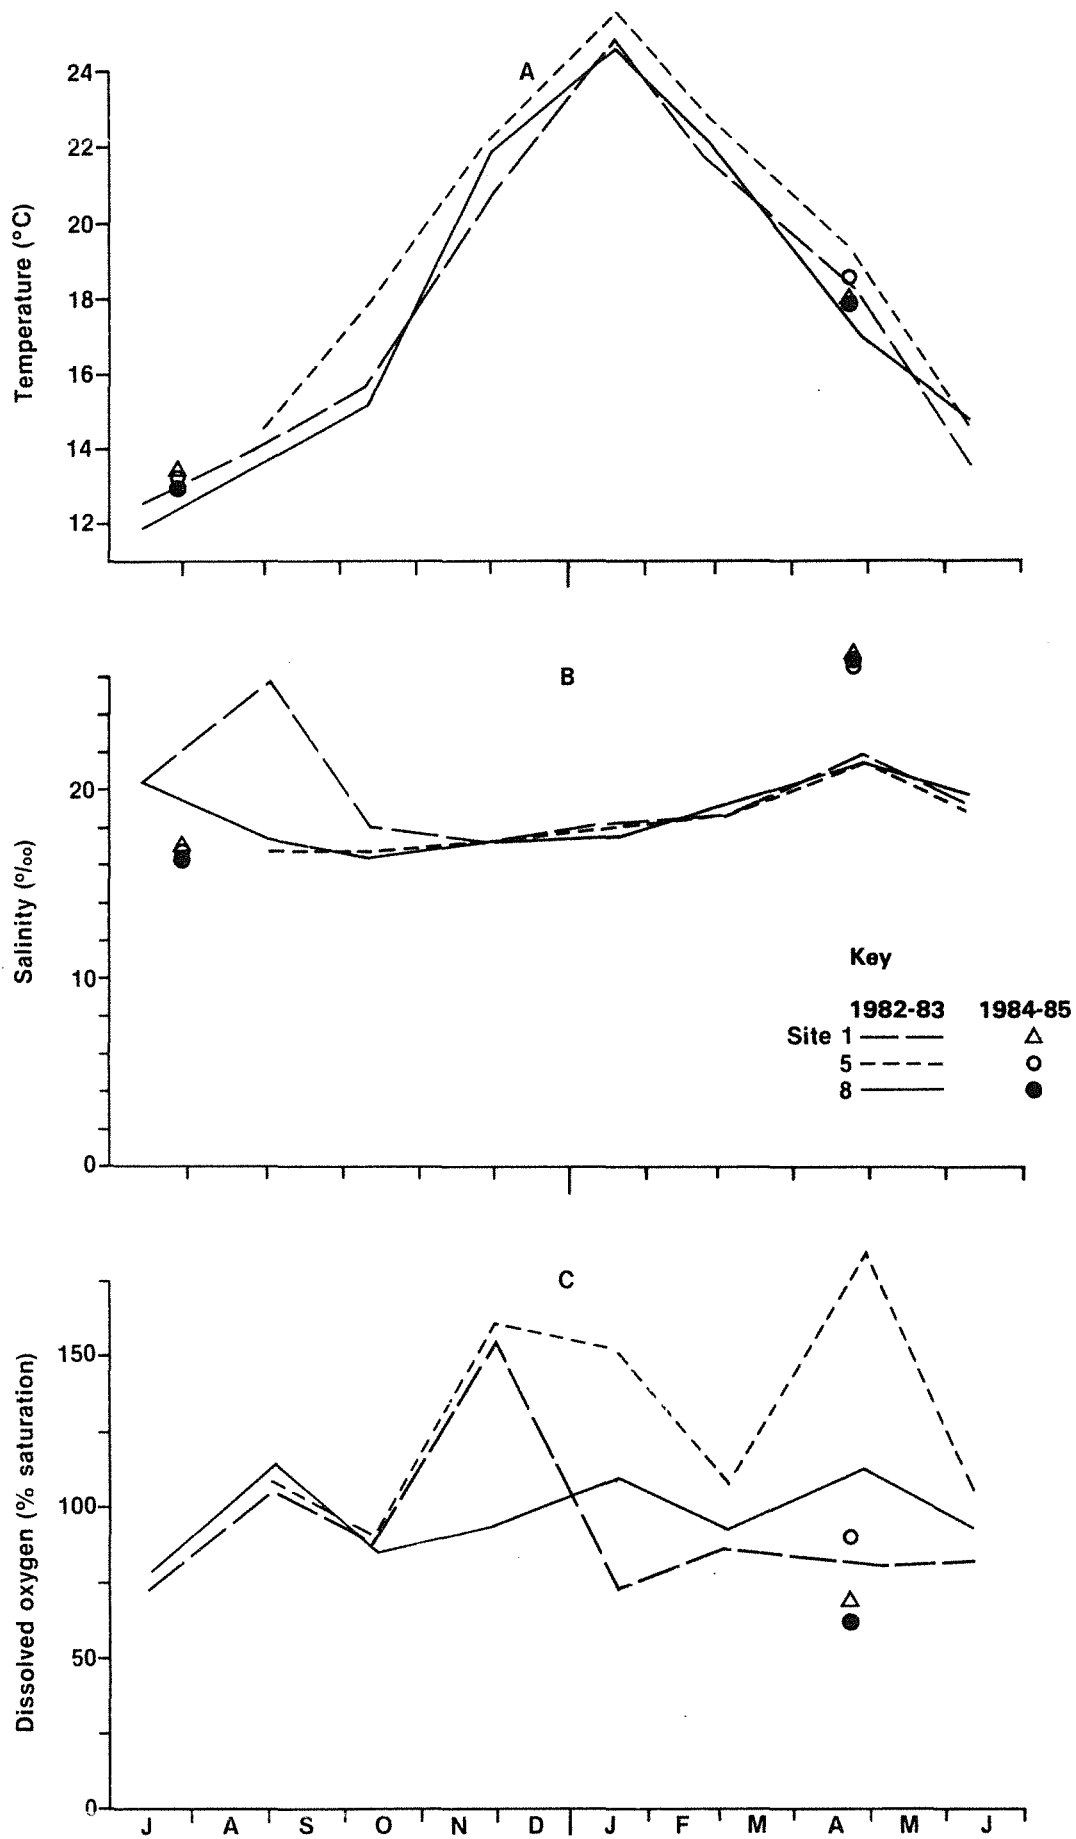 A
24
22
20
18
16
14
12
Temperature (°C)
B
20
10
0
Salinity (‰)
Key
1982-83 1984-85
Site 1
5
8
C
150
100
50
0
Dissolved oxygen (% saturation)
J A S O N D J F M A M J